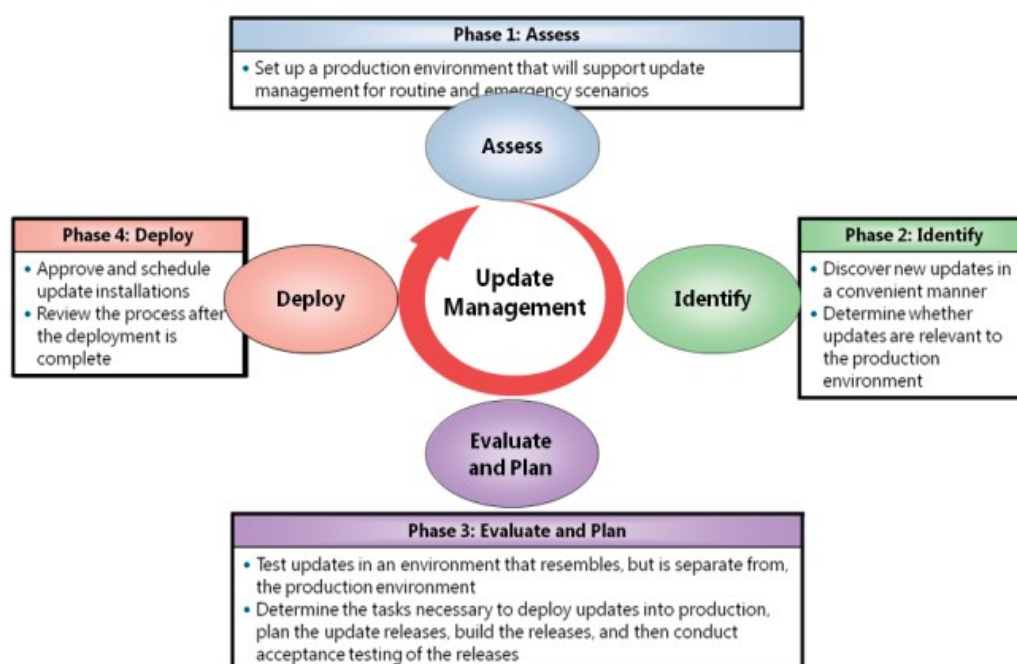 Phase 1: Assess
• Set up a production environment that will support update
management for routine and emergency scenarios
Assess
Phase 4: Deploy
• Approve and schedule
update installations
• Review the process after
the deployment is
complete
Deploy
Update
Management
Identify
Phase 2: Identify
• Discover new updates in
a convenient manner
• Determine whether
updates are relevant to
the production
environment
Evaluate
and Plan
Phase 3: Evaluate and Plan
• Test updates in an environment that resembles, but is separate from,
the production environment
• Determine the tasks necessary to deploy updates into production,
plan the update releases, build the releases, and then conduct
acceptance testing of the releases